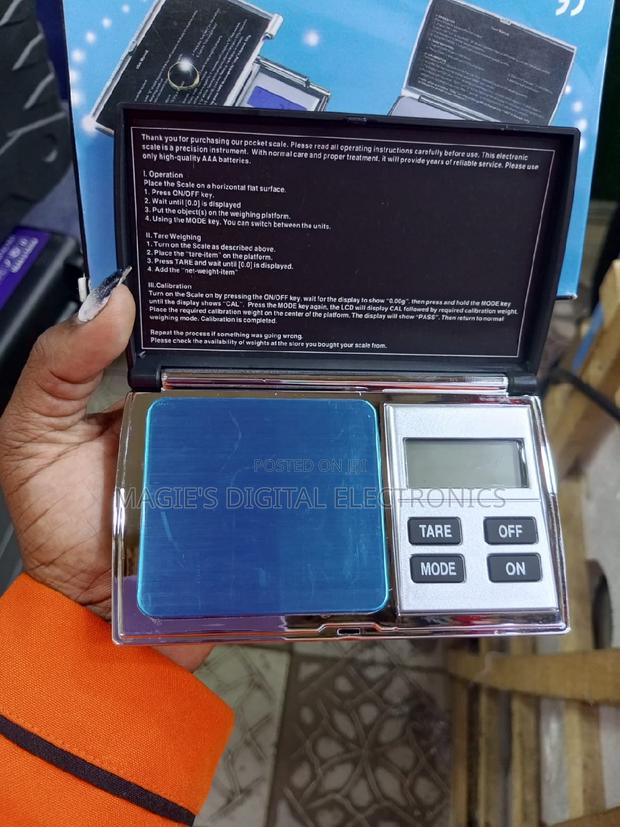 Thank you for purchasing our pocket scale. Please read all operating instructions carefully before use. This electronic
scale is a precision instrument. With normal care and proper treatment, it will provide years of reliable service. Please use
only high-quality AAA batteries.
I. Operation
Place the Scale on a horizontal flat surface.
1. Press ON/OFF key.
2. Wait until [0.0] is displayed
3. Put the object(s) on the weighing platform.
4. Using the MODE key. You can switch between the units.
II. Tare Weighing
1. Turn on the Scale as described above.
2. Place the "tare-item" on the platform.
3. Press TARE and wait until [0.0] is displayed.
4. Add the "net-weight-item"
III.Calibration
Turn on the Scale on by pressing the ON/OFF key, wait for the display to show "0.00g", then press and hold the MODE key
until the display shows "CAL". Press the MODE key again, the LCD will display CAL followed by required calibration weight.
Place the required calibration weight on the center of the platform. The display will show "PASS". Then return to normal
weighing mode. Calibration is completed.
Repeat the process if something was going wrong.
Please check the availability of weights at the store you bought your scale from.
POSTED ON JIJI
MAGIE'S DIGITAL ELECTRONICS
TARE OFF
MODE ON